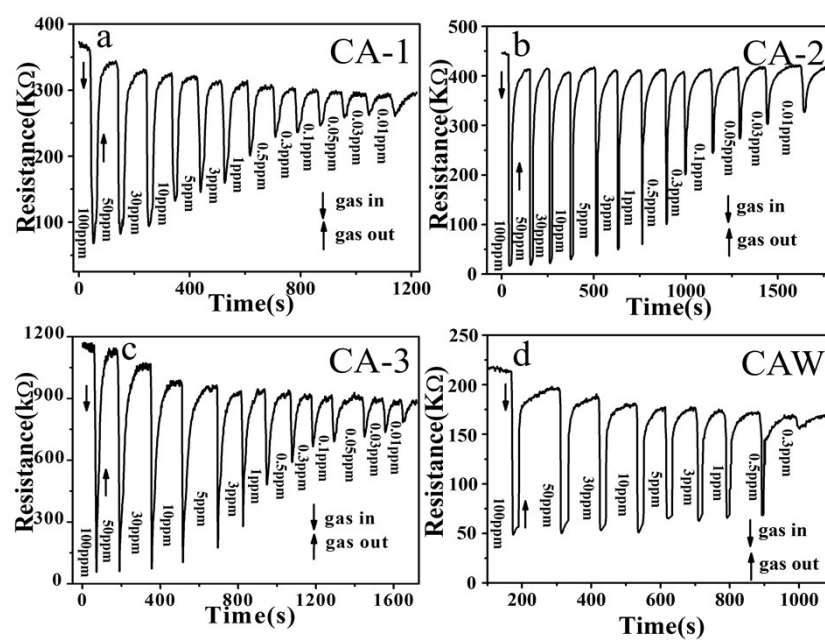 a
CA-1
400
300
200
100
Resistance(KΩ)
100ppm
50ppm
30ppm
10ppm
5ppm
3ppm
1ppm
0.5ppm
0.3ppm
0.1ppm
0.05ppm
0.03ppm
0.01ppm
gas in
gas out
0 400 800 1200
Time(s)
b
CA-2
500
400
300
200
100
0
Resistance(KΩ)
100ppm
50ppm
30ppm
10ppm
5ppm
3ppm
1ppm
0.5ppm
0.3ppm
0.1ppm
0.05ppm
0.03ppm
0.01ppm
gas in
gas out
0 500 1000 1500
Time(s)
c
CA-3
1200
900
600
300
0
Resistance(kΩ)
100ppm
50ppm
30ppm
10ppm
5ppm
3ppm
1ppm
0.5ppm
0.3ppm
0.1ppm
0.05ppm
0.03ppm
0.01ppm
gas in
gas out
0 400 800 1200 1600
Time(s)
d
CAW
250
200
150
100
50
0
Resistance(KΩ)
100ppm
50ppm
30ppm
10ppm
5ppm
3ppm
1ppm
0.5ppm
0.3ppm
gas in
gas out
200 400 600 800 1000
Time(s)